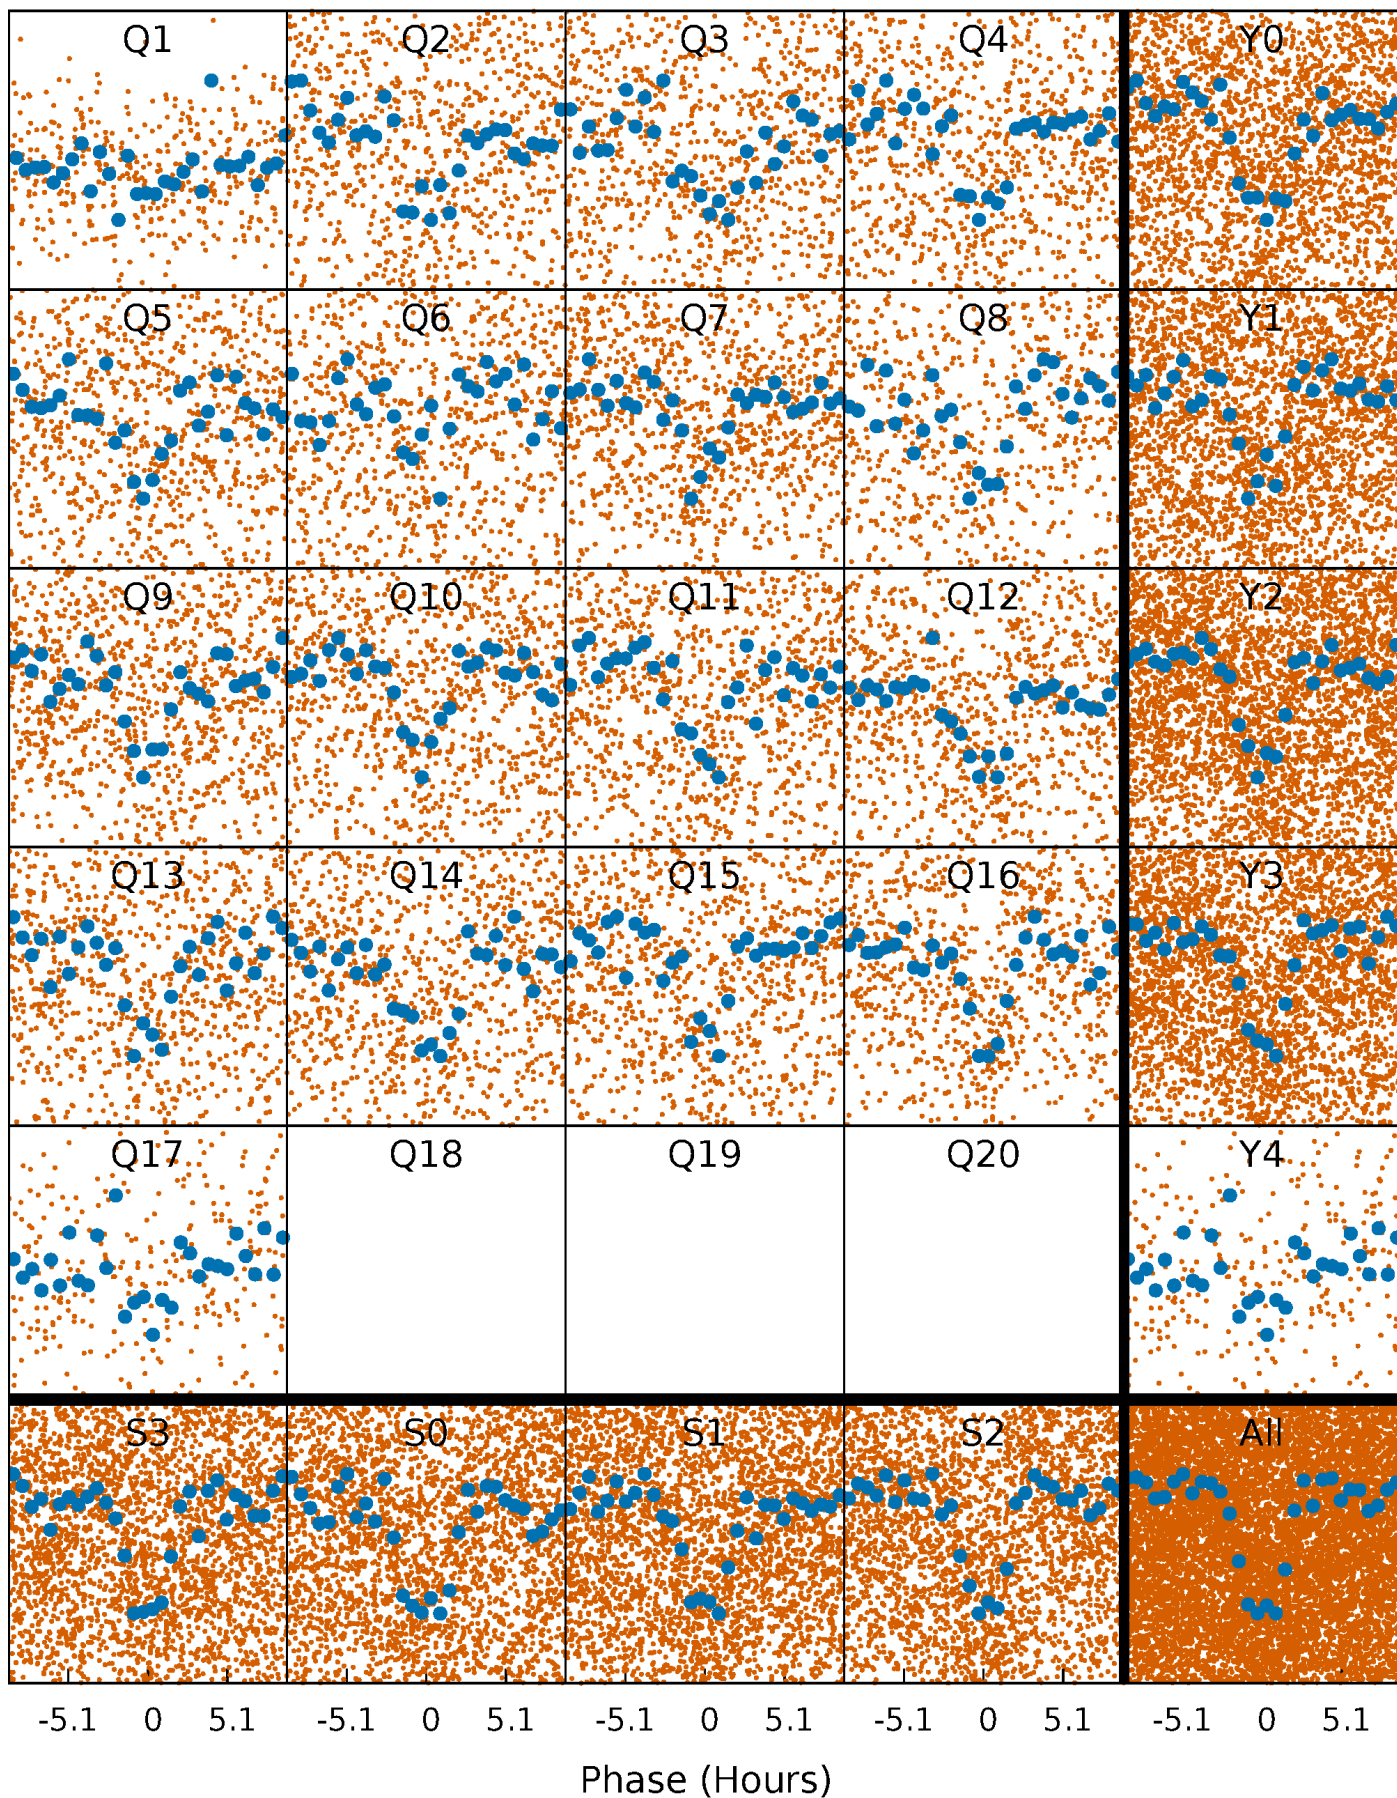 Q1 Q2 Q3 Q4 Y0
Q5 Q6 Q7 Q8 Y1
Q9 Q10 Q11 Q12 Y2
Q13 Q14 Q15 Q16 Y3
Q17 Q18 Q19 Q20 Y4
S3 S0 S1 S2 All
-5.1 0 5.1 -5.1 0 5.1 -5.1 0 5.1 -5.1 0 5.1 -5.1 0 5.1
Phase (Hours)